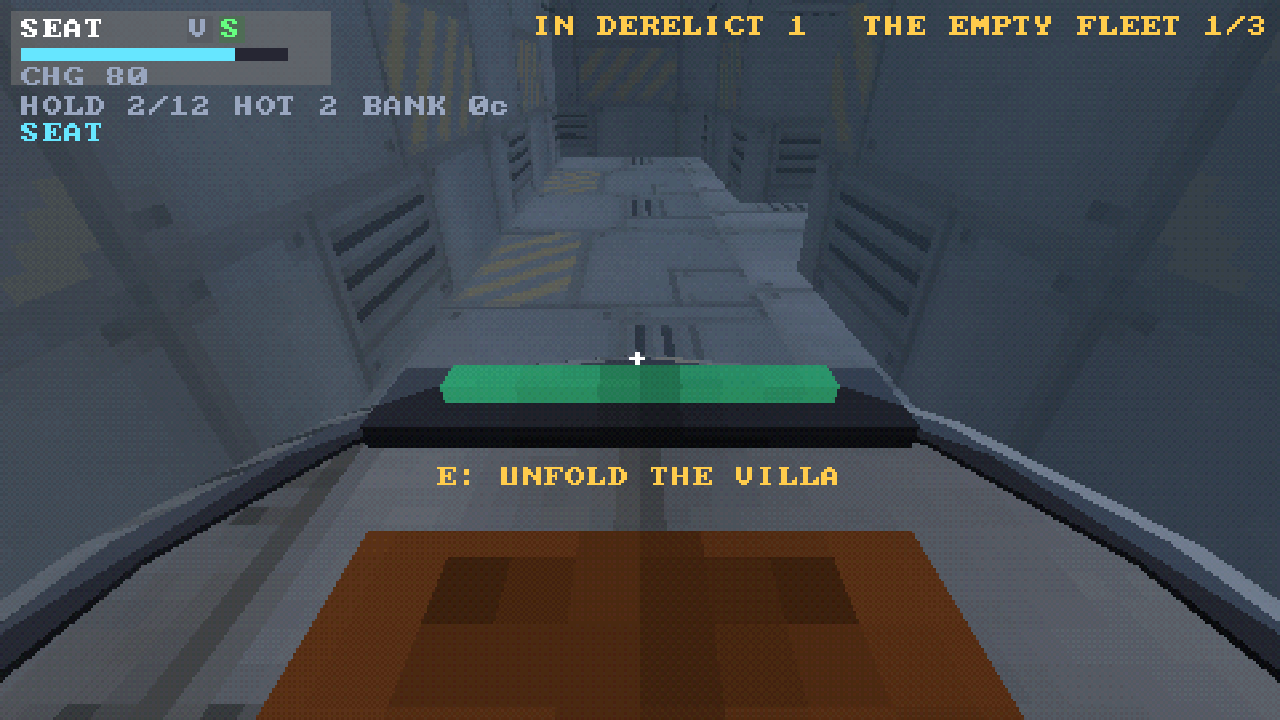 SEAT V S
IN DERELICT 1 THE EMPTY FLEET 1/3
CHG 80
HOLD 2/12 HOT 2 BANK 0c
SEAT
E: UNFOLD THE VILLA